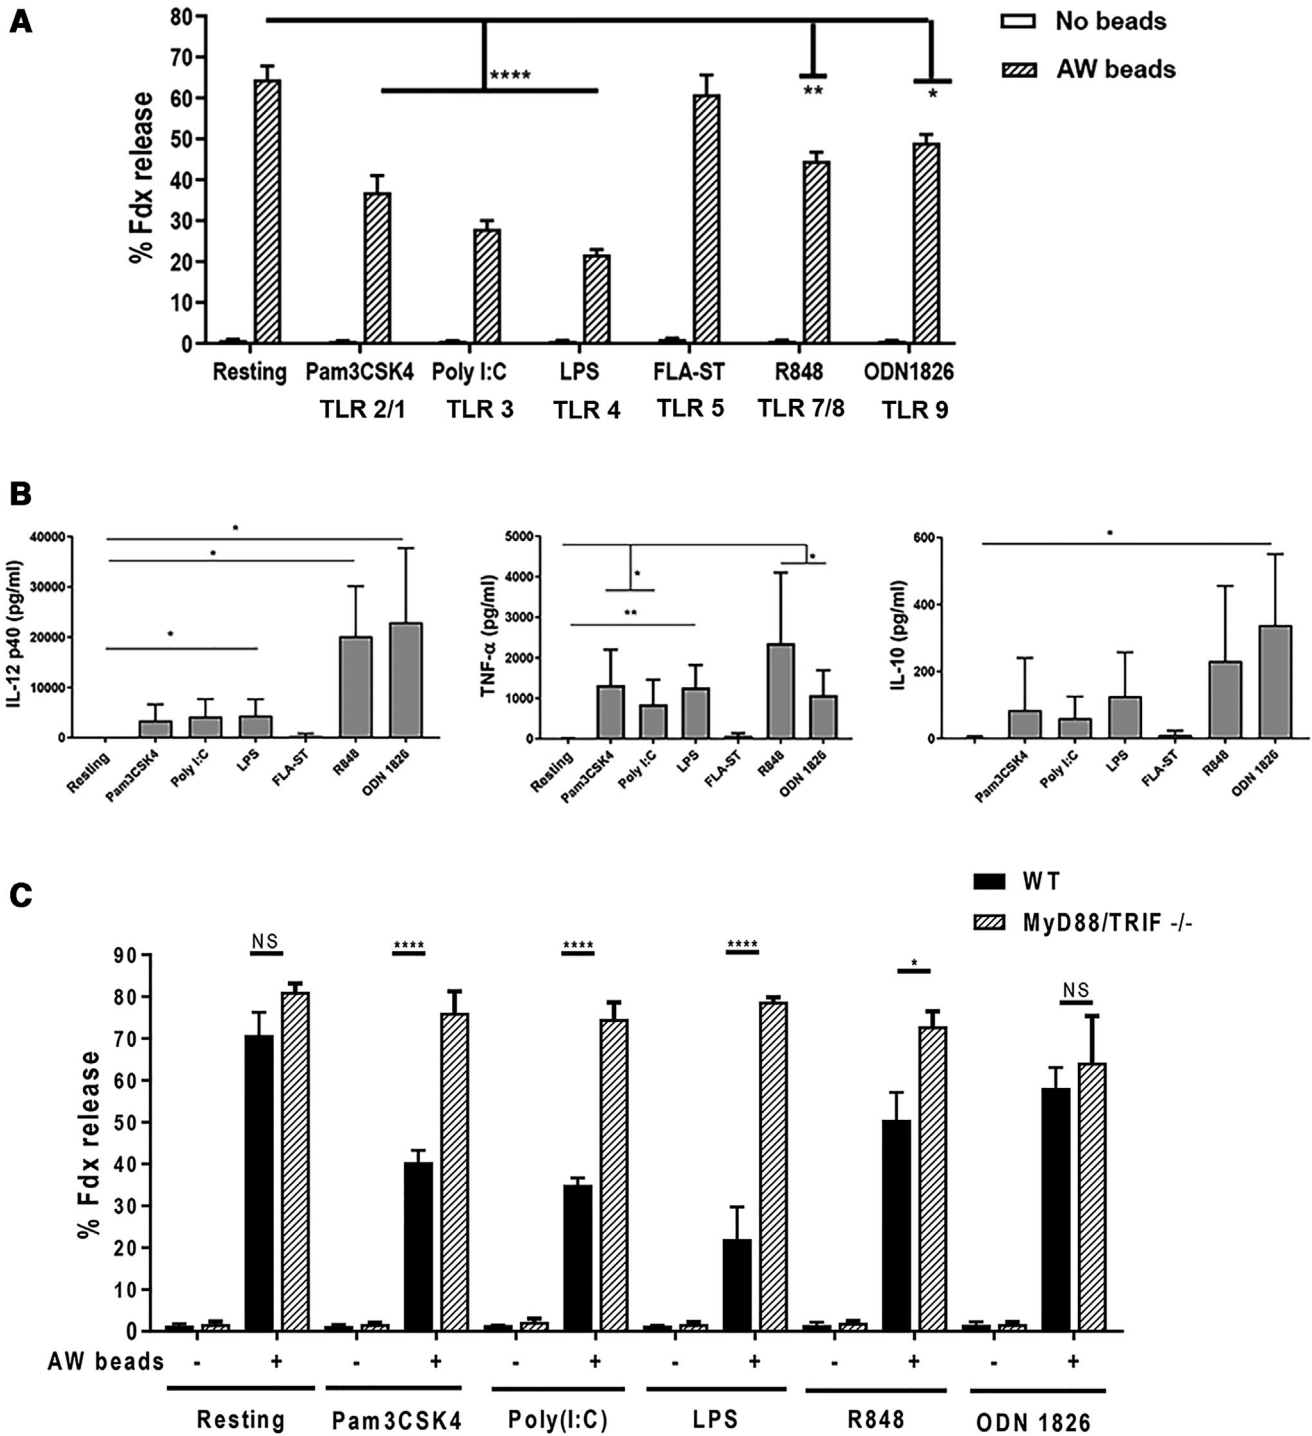 A
80
70
60
50
40
30
20
10
0
% Fdx release
****
**
*
No beads
AW beads
Resting Pam3CSK4 Poly I:C LPS FLA-ST R848 ODN1826
TLR 2/1 TLR 3 TLR 4 TLR 5 TLR 7/8 TLR 9
B
40000
30000
20000
10000
0
IL-12 p40 (pg/ml)
*
*
*
Resting Pam3CSK4 Poly I:C LPS FLA-ST R848 ODN 1826
5000
4000
3000
2000
1000
0
TNF-α (pg/ml)
*
*
**
Resting Pam3CSK4 Poly I:C LPS FLA-ST R848 ODN 1826
600
400
200
0
IL-10 (pg/ml)
*
Pam3CSK4 Poly I:C LPS FLA-ST R848 ODN 1826
C
WT
MyD88/TRIF -/-
90
80
70
60
50
40
30
20
10
0
% Fdx release
NS **** **** **** * NS
AW beads - + - + - + - + - + - +
Resting Pam3CSK4 Poly(I:C) LPS R848 ODN 1826